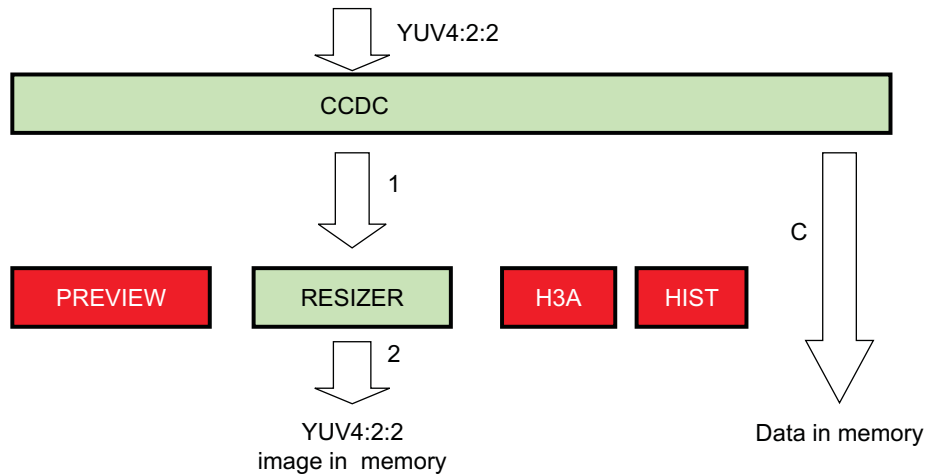 YUV4:2:2
CCDC
1
C
PREVIEW
RESIZER
H3A
HIST
2
YUV4:2:2
image in memory
Data in memory